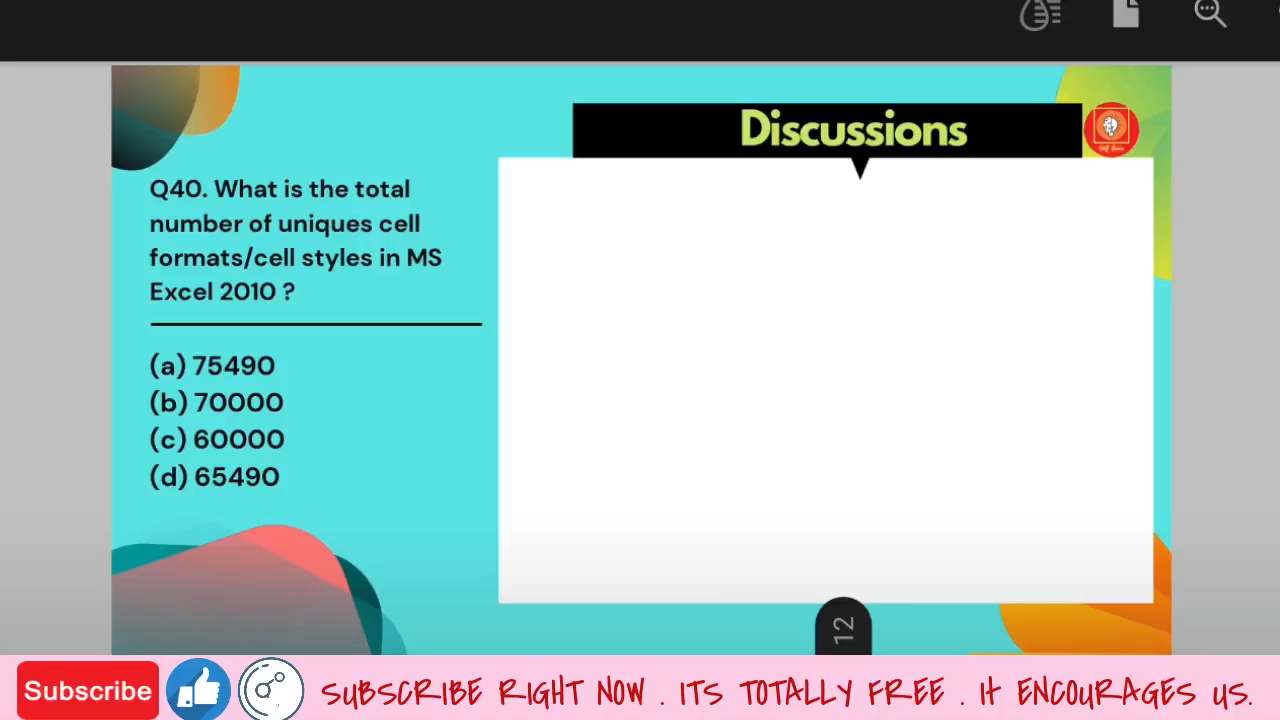 Discussions
Q40. What is the total
number of uniques cell
formats/cell styles in MS
Excel 2010 ?
(a) 75490
(b) 70000
(c) 60000
(d) 65490
12
Subscribe
SUBSCRIBE RIGHT NOW . ITS TOTALLY FREE . It ENCOURAGES US.